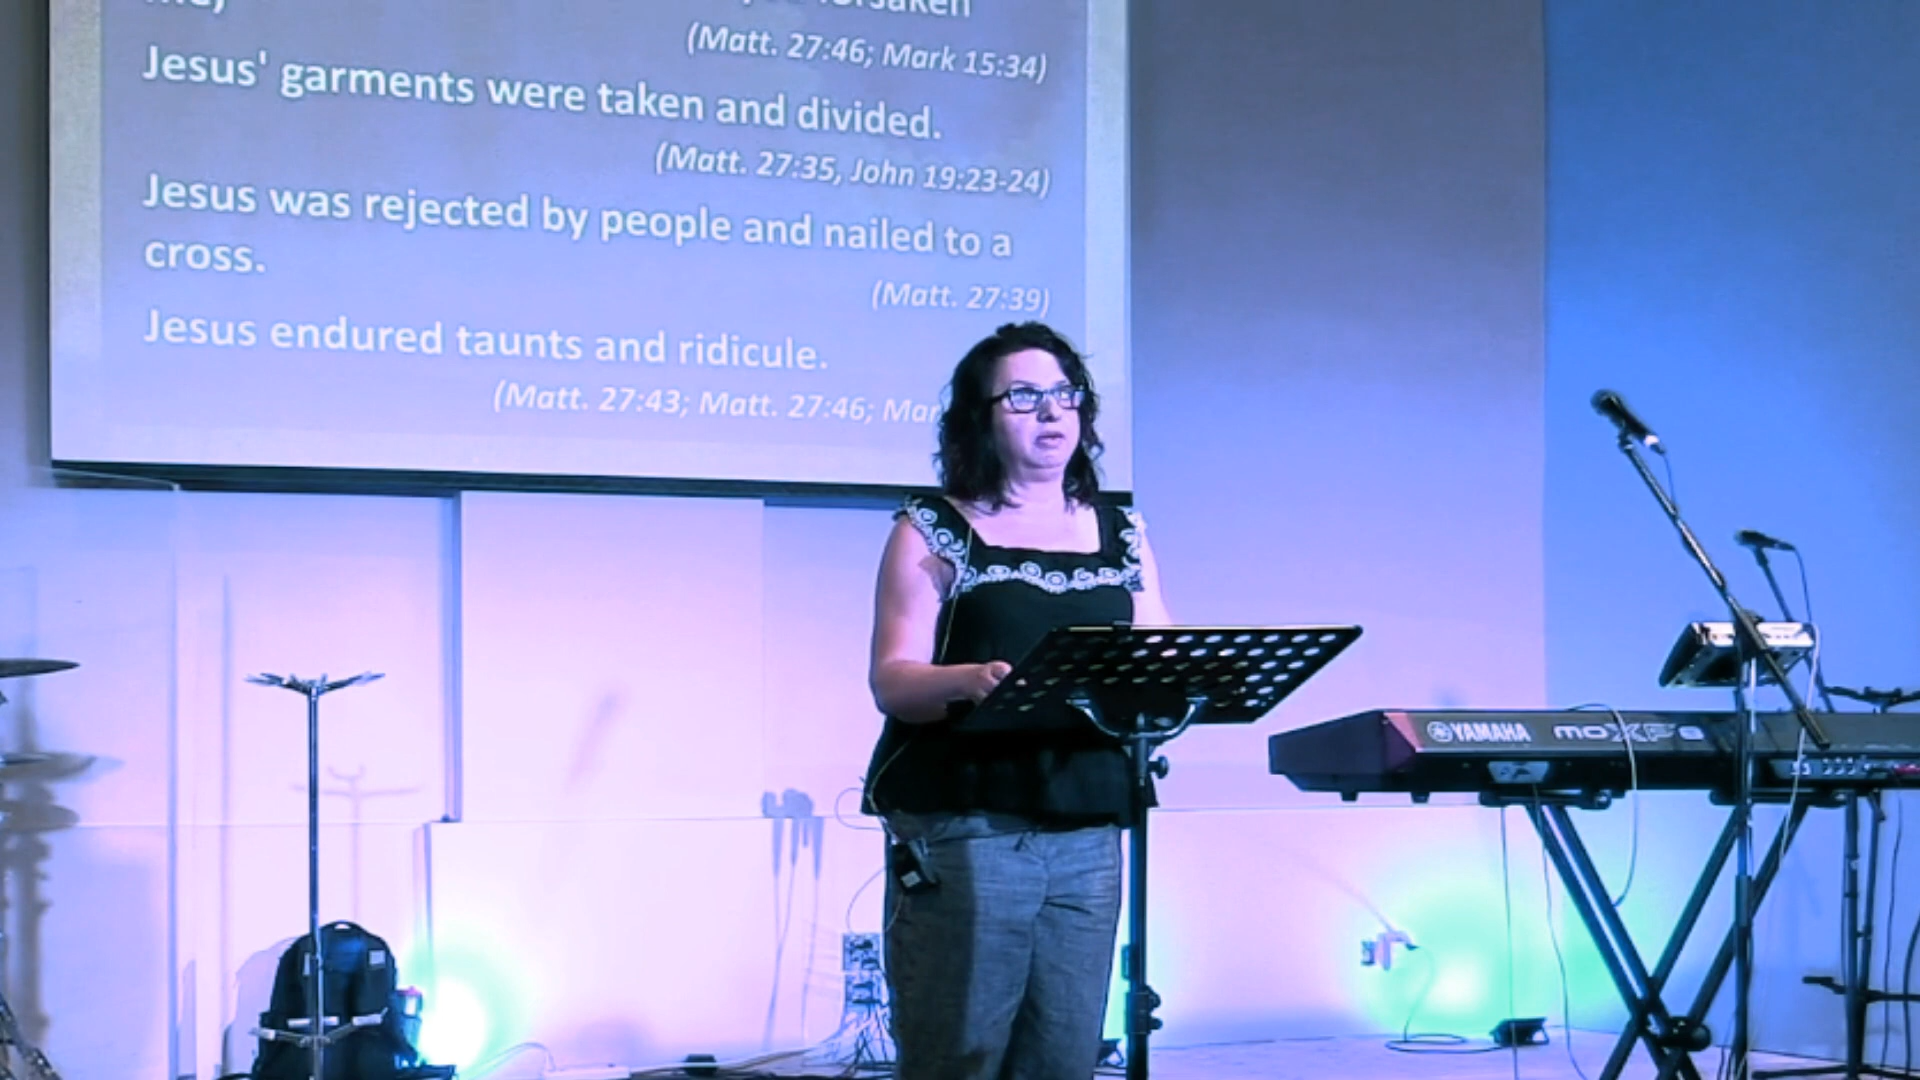 forsaken
(Matt. 27:46; Mark 15:34)
Jesus' garments were taken and divided.
(Matt. 27:35, John 19:23-24)
Jesus was rejected by people and nailed to a
cross.
(Matt. 27:39)
Jesus endured taunts and ridicule.
(Matt. 27:43; Matt. 27:46;
YAMAHA MOXF8